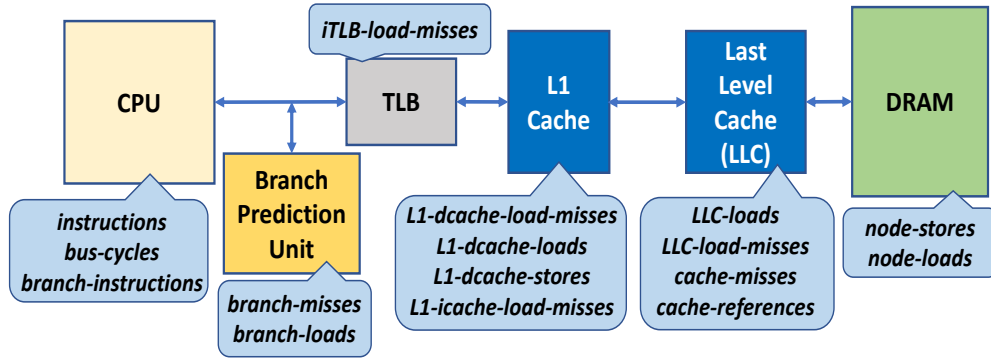 iTLB-load-misses
CPU
TLB
L1
Cache
Last
Level
Cache
(LLC)
DRAM
Branch
Prediction
Unit
instructions
bus-cycles
branch-instructions
branch-misses
branch-loads
L1-dcache-load-misses
L1-dcache-loads
L1-dcache-stores
L1-icache-load-misses
LLC-loads
LLC-load-misses
cache-misses
cache-references
node-stores
node-loads